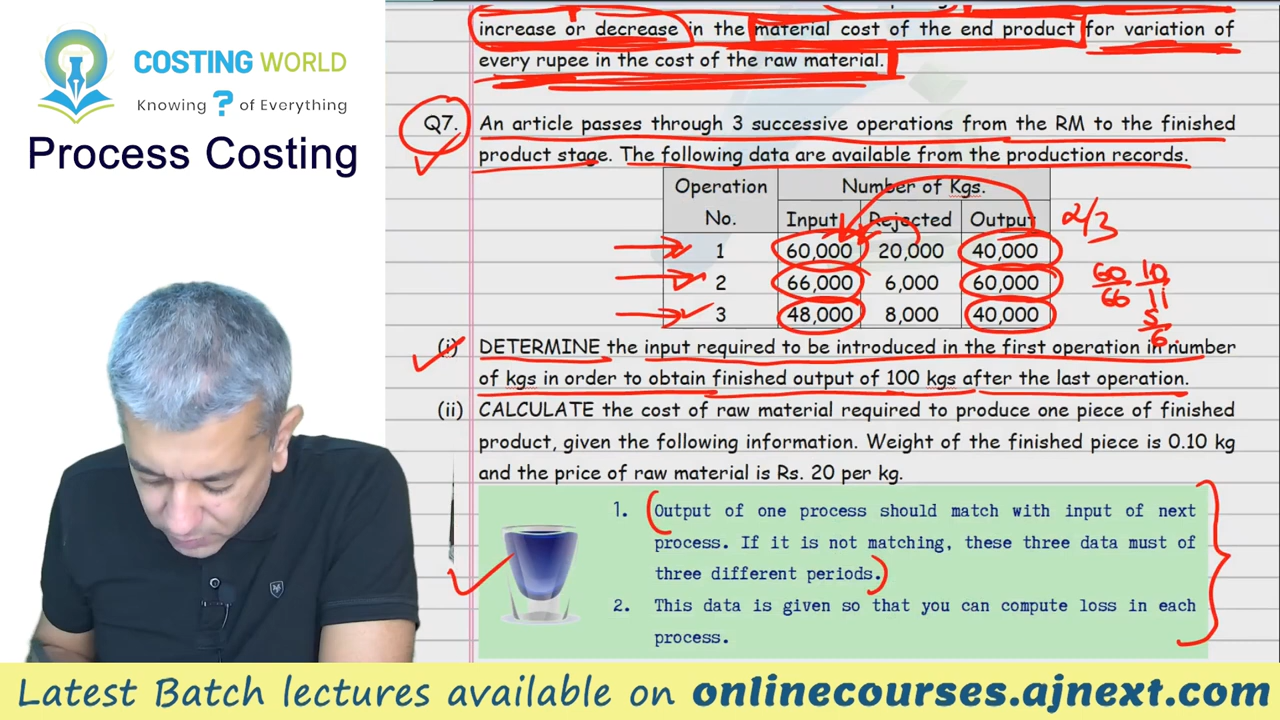 COSTING WORLD
Knowing ? of Everything
Process Costing
increase or decrease in the material cost of the end product for variation of
every rupee in the cost of the raw material.
Q7. An article passes through 3 successive operations from the RM to the finished
product stage. The following data are available from the production records.
Operation No. Number of Kgs.
Input Rejected Output
1 60,000 20,000 40,000
2 66,000 6,000 60,000
3 48,000 8,000 40,000
2/3
60/66 10/11
5/6
(i) DETERMINE the input required to be introduced in the first operation in number
of kgs in order to obtain finished output of 100 kgs after the last operation.
(ii) CALCULATE the cost of raw material required to produce one piece of finished
product, given the following information. Weight of the finished piece is 0.10 kg
and the price of raw material is Rs. 20 per kg.
1. Output of one process should match with input of next
process. If it is not matching, these three data must of
three different periods.
2. This data is given so that you can compute loss in each
process.
Latest Batch lectures available on onlinecourses.ajnext.com